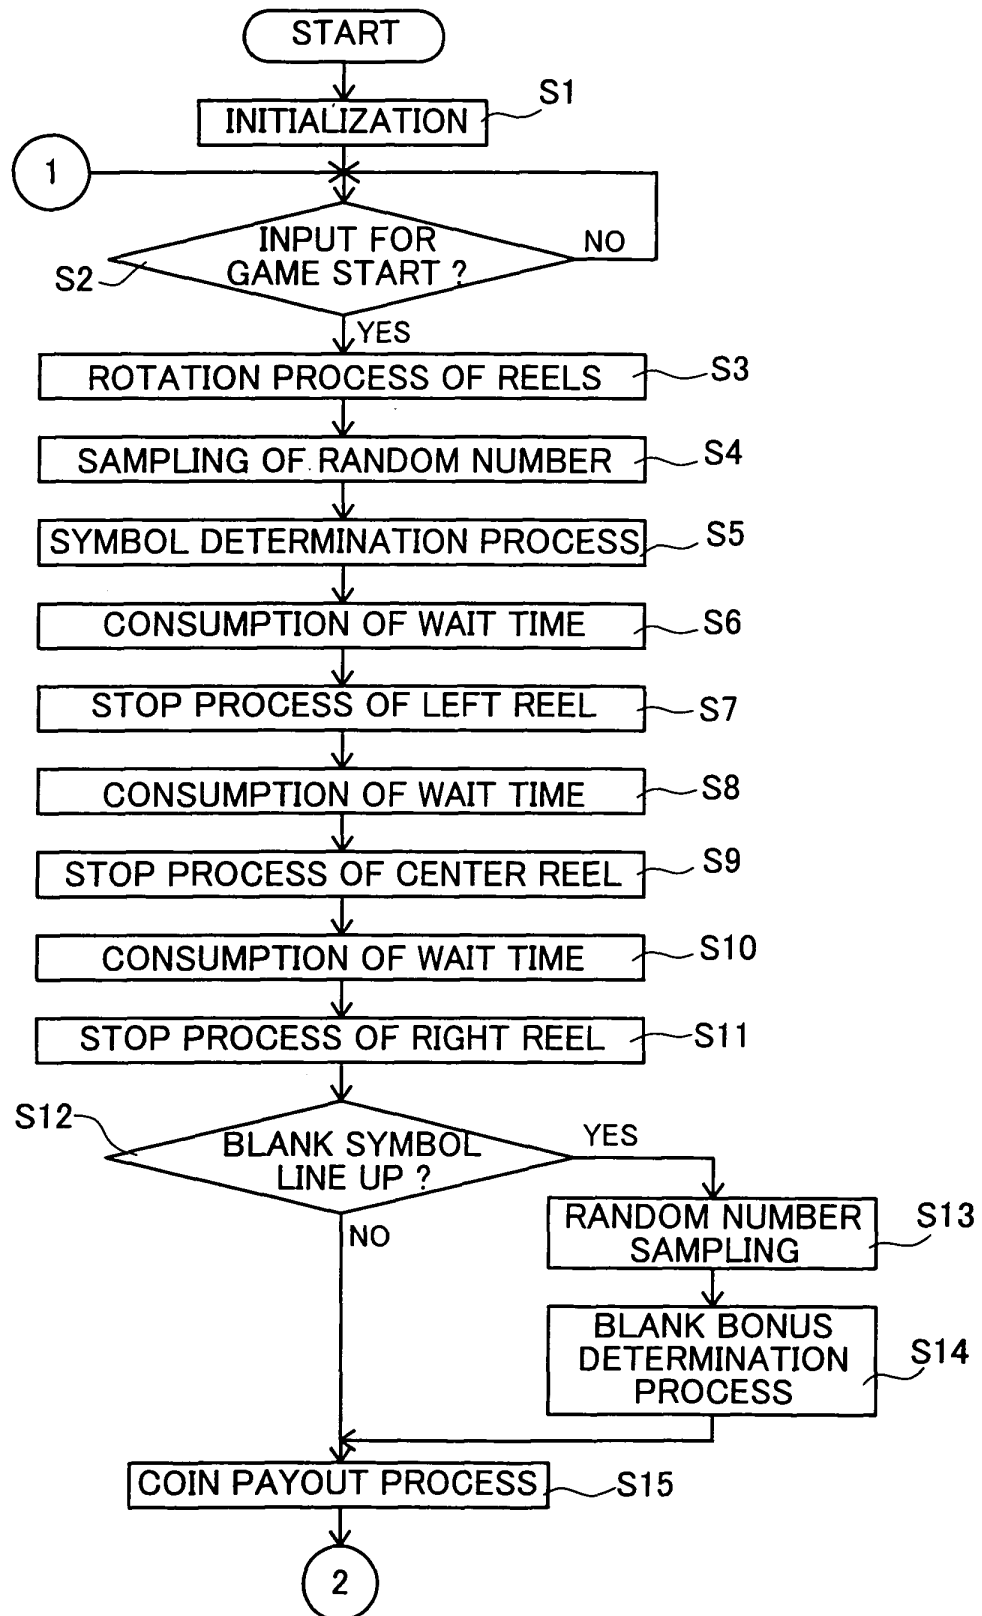 START
INITIALIZATION
S1
1
INPUT FOR
GAME START ?
NO
S2
YES
ROTATION PROCESS OF REELS
S3
SAMPLING OF RANDOM NUMBER
S4
SYMBOL DETERMINATION PROCESS
S5
CONSUMPTION OF WAIT TIME
S6
STOP PROCESS OF LEFT REEL
S7
CONSUMPTION OF WAIT TIME
S8
STOP PROCESS OF CENTER REEL
S9
CONSUMPTION OF WAIT TIME
S10
STOP PROCESS OF RIGHT REEL
S11
S12
BLANK SYMBOL
LINE UP ?
YES
NO
RANDOM NUMBER
SAMPLING
S13
BLANK BONUS
DETERMINATION
PROCESS
S14
COIN PAYOUT PROCESS
S15
2